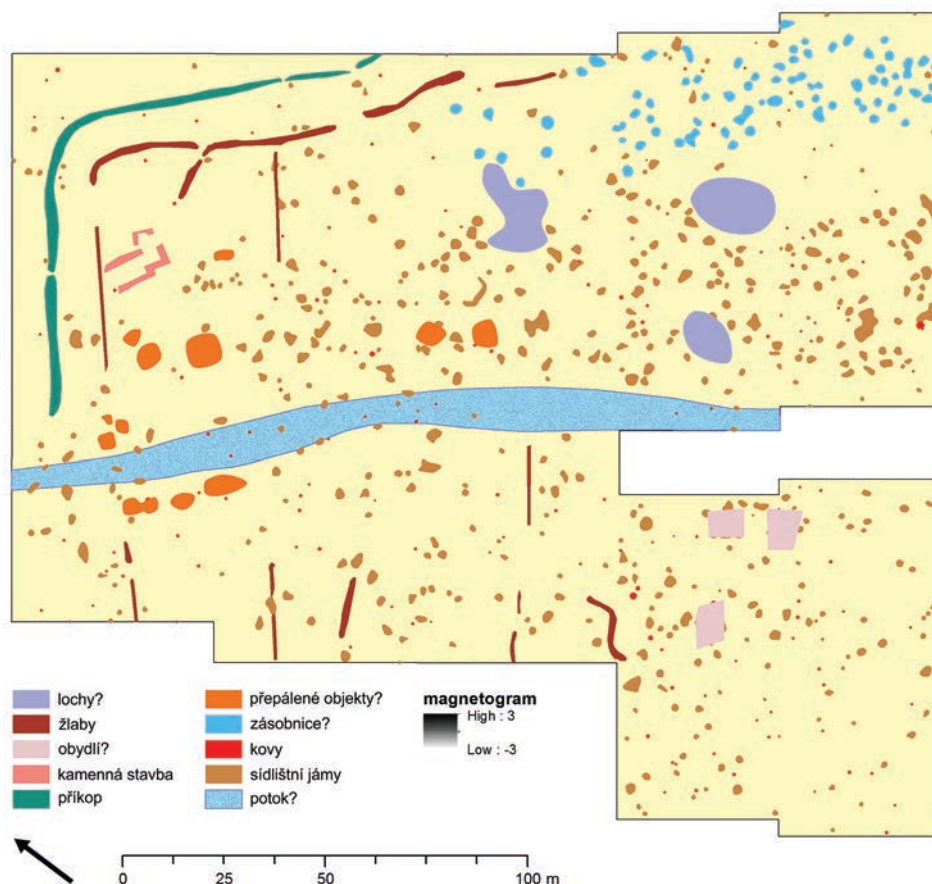 lochy?
žlaby
obydlí?
kamenná stavba
příkop
přepálené objekty?
zásobnice?
kovy
sídlištní jámy
potok?
magnetogram
High : 3
Low : -3
0 25 50 100 m